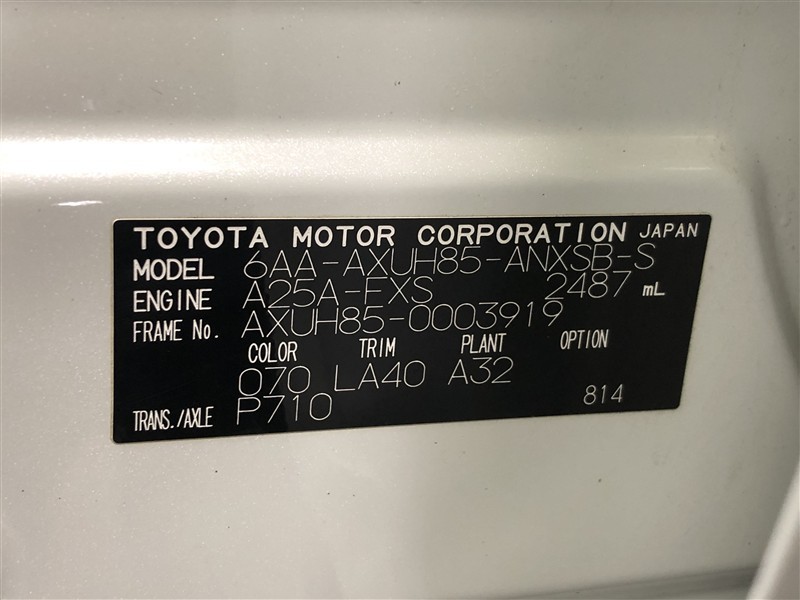 TOYOTA MOTOR CORPORATION JAPAN
MODEL 6AA-AXUH85-ANXSB-S
ENGINE A25A-FXS 2487 mL
FRAME No. AXUH85-0003919
COLOR TRIM PLANT OPTION
070 LA40 A32
TRANS./AXLE P710 814